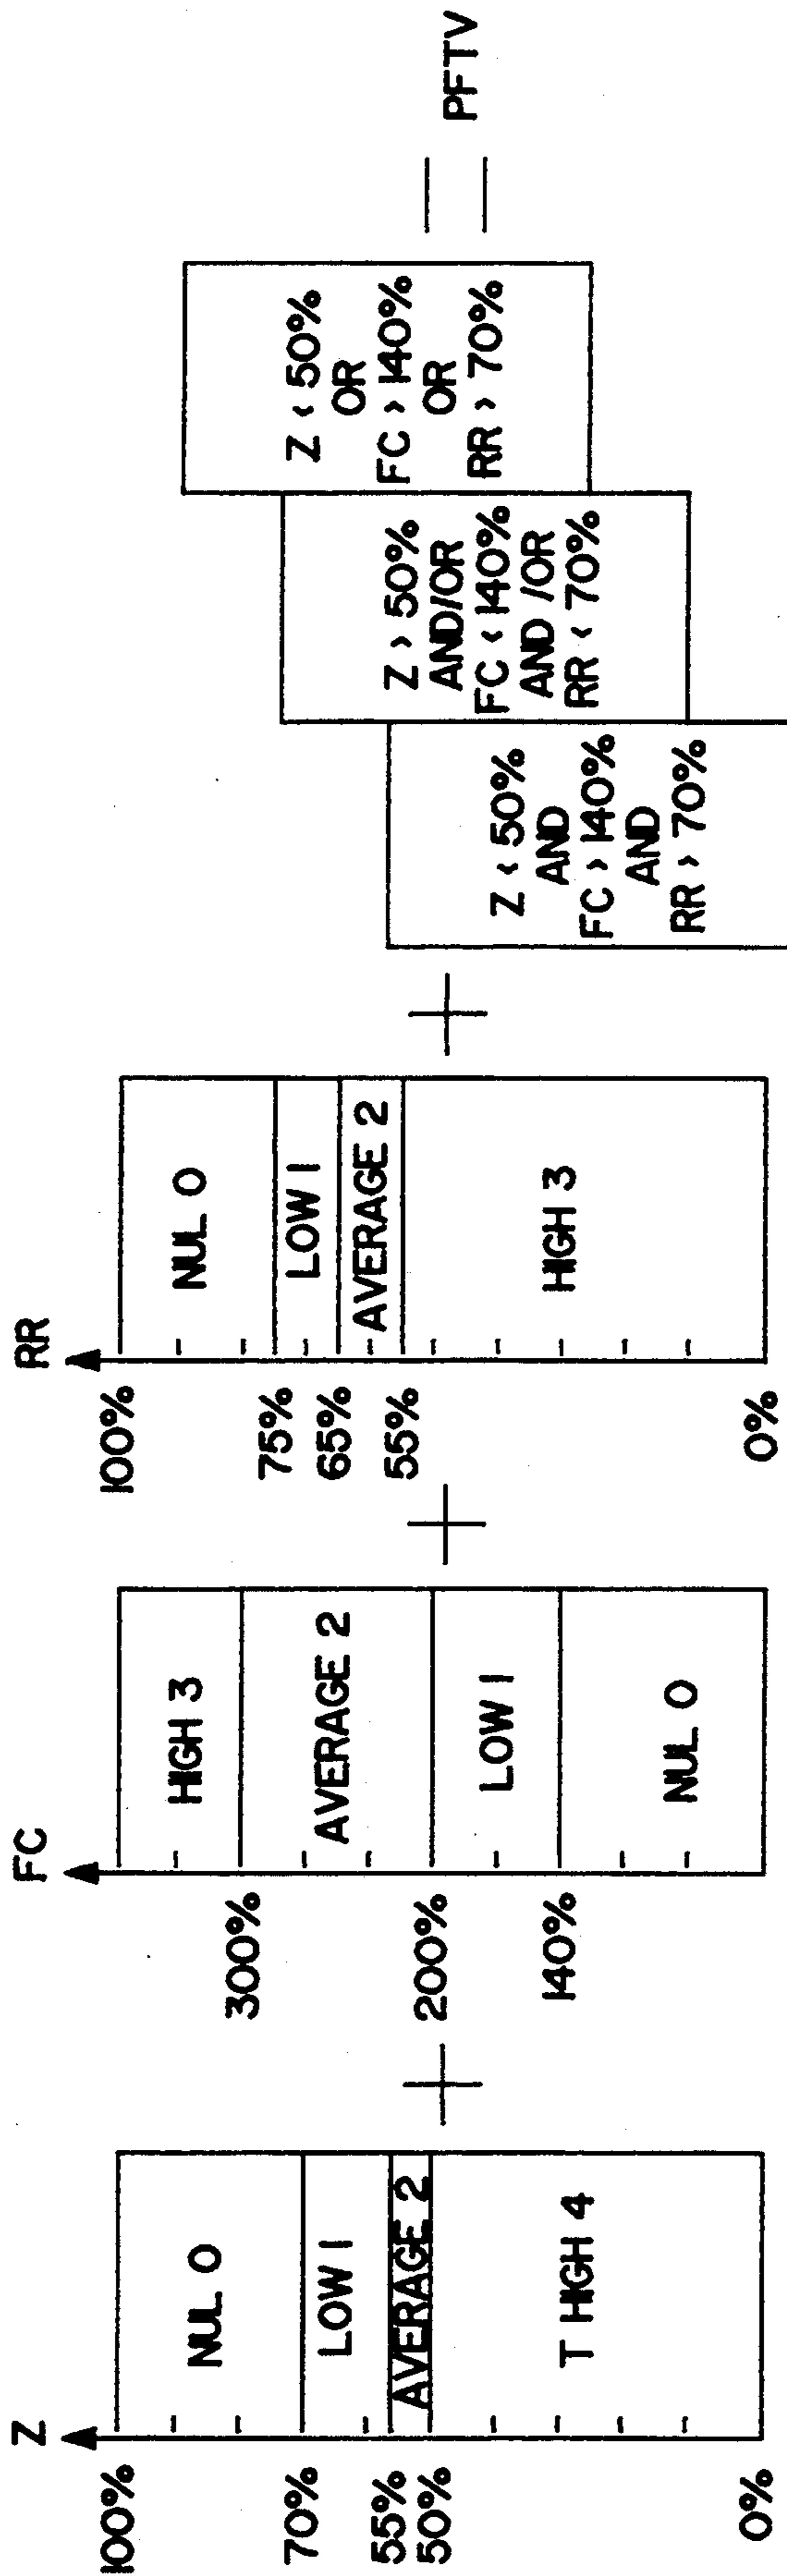 Z
100%
70%
55%
50%
0%
NUL 0
LOW 1
AVERAGE 2
T HIGH 4
+
FC
300%
200%
140%
HIGH 3
AVERAGE 2
LOW 1
NUL 0
+
RR
100%
75%
65%
55%
0%
NUL 0
LOW 1
AVERAGE 2
HIGH 3
+
Z < 50%
AND
FC > 140%
AND
RR > 70%
Z > 50%
AND/OR
FC < 140%
AND /OR
RR < 70%
Z < 50%
OR
FC > 140%
OR
RR > 70%
= PFTV